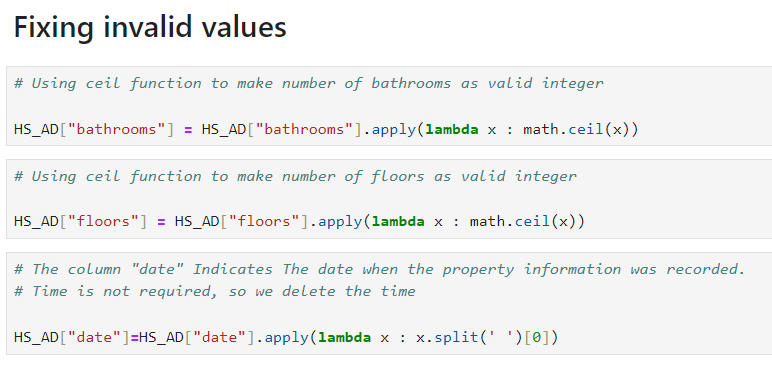 Fixing invalid values
# Using ceil function to make number of bathrooms as valid integer
HS_AD["bathrooms"] = HS_AD["bathrooms"].apply(lambda x : math.ceil(x))
# Using ceil function to make number of floors as valid integer
HS_AD["floors"] = HS_AD["floors"].apply(lambda x : math.ceil(x))
# The column "date" Indicates The date when the property information was recorded.
# Time is not required, so we delete the time
HS_AD["date"]=HS_AD["date"].apply(lambda x : x.split(' ')[0])